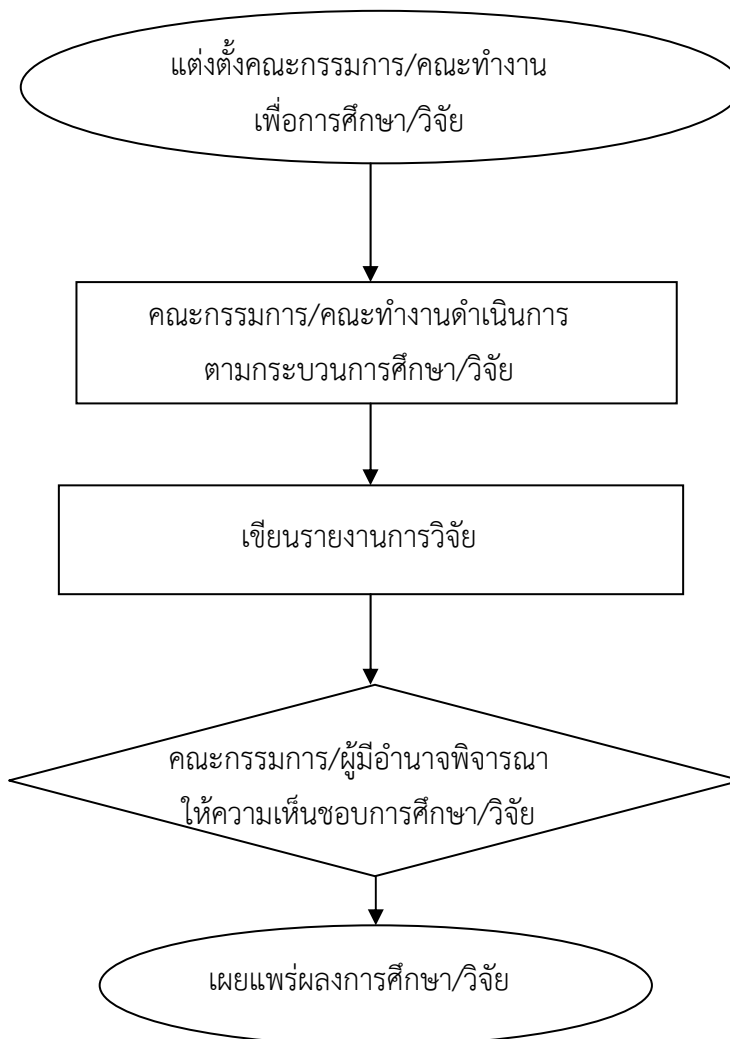 แต่งตั้งคณะกรรมการ/คณะทำงาน
เพื่อการศึกษา/วิจัย
คณะกรรมการ/คณะทำงานดำเนินการ
ตามกระบวนการศึกษา/วิจัย
เขียนรายงานการวิจัย
คณะกรรมการ/ผู้มีอำนาจพิจารณา
ให้ความเห็นชอบการศึกษา/วิจัย
เผยแพร่ผลงการศึกษา/วิจัย